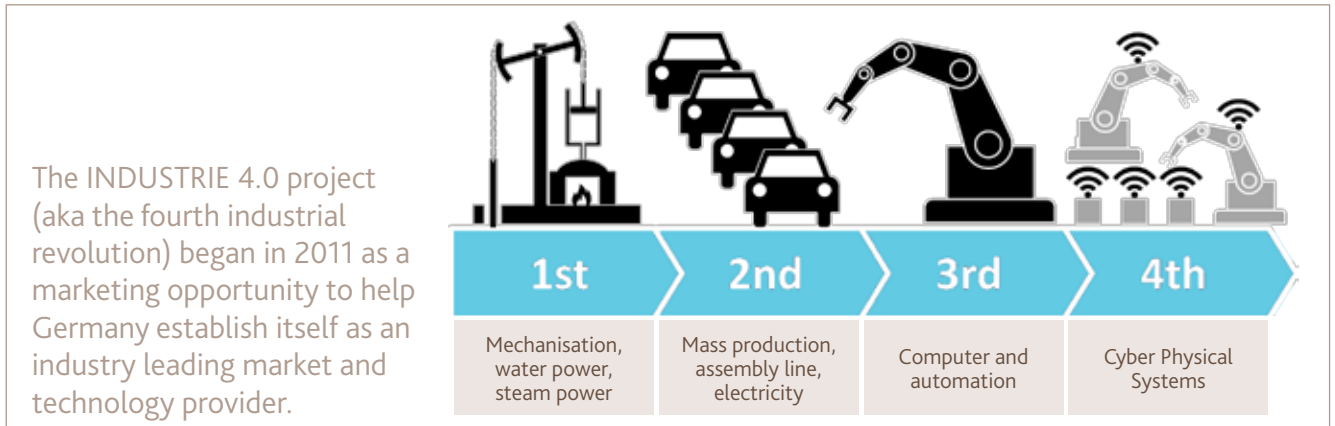 The INDUSTRIE 4.0 project
(aka the fourth industrial
revolution) began in 2011 as a
marketing opportunity to help
Germany establish itself as an
industry leading market and
technology provider.
1st
2nd
3rd
4th
Mechanisation,
water power,
steam power
Mass production,
assembly line,
electricity
Computer and
automation
Cyber Physical
Systems